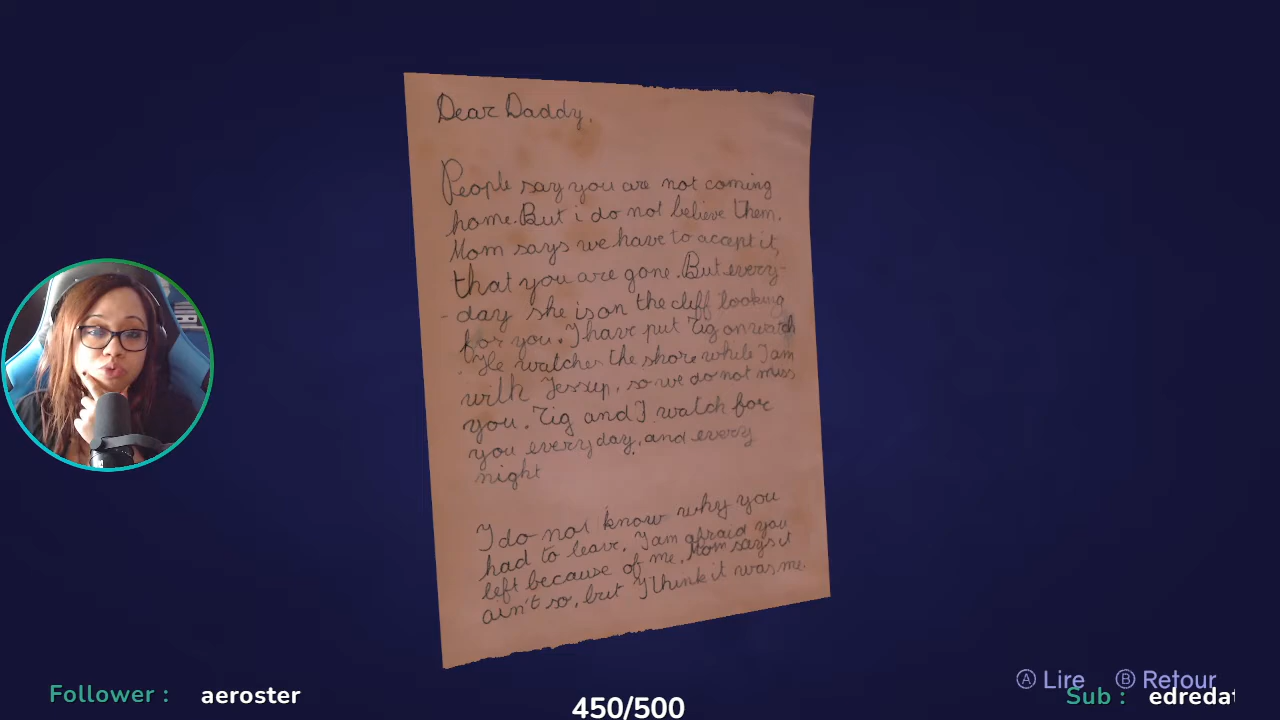 Dear Daddy,
People say you are not coming
home. But i do not believe them.
Mom says we have to accept it,
that you are gone. But every-
-day she is on the cliff looking
for you. I have put Tig on watch
He watches the shore while I am
with Jessup, so we do not miss
you. Tig and I watch for
you everyday, and every
night
I do not know why you
had to leave. I am afraid you
left because of me. Mom says it
ain't so, but I think it was me.
Ⓐ Lire Ⓑ Retour
Follower : aeroster
450/500
Sub : edredat